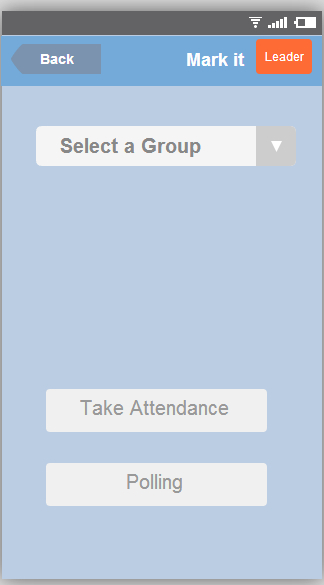 Back
Mark it
Leader
Select a Group
Take Attendance
Polling